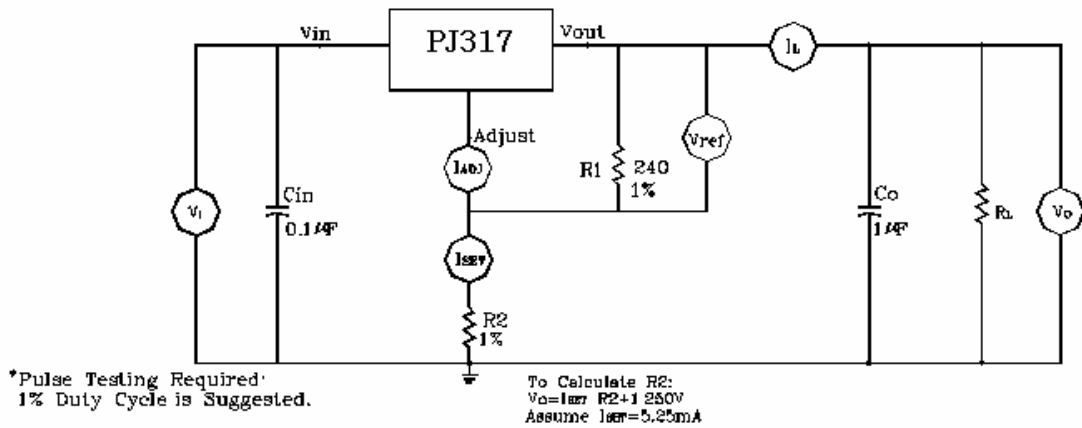 Vin
PJ317
Vout
IL
Adjust
IADJ
R1
240
1%
Vref
VI
Cin
0.1μF
ISET
R2
1%
Co
1μF
RL
VO
*Pulse Testing Required:
1% Duty Cycle is Suggested.
To Calculate R2:
Vo=ISET R2+1.250V
Assume ISET=5.25mA